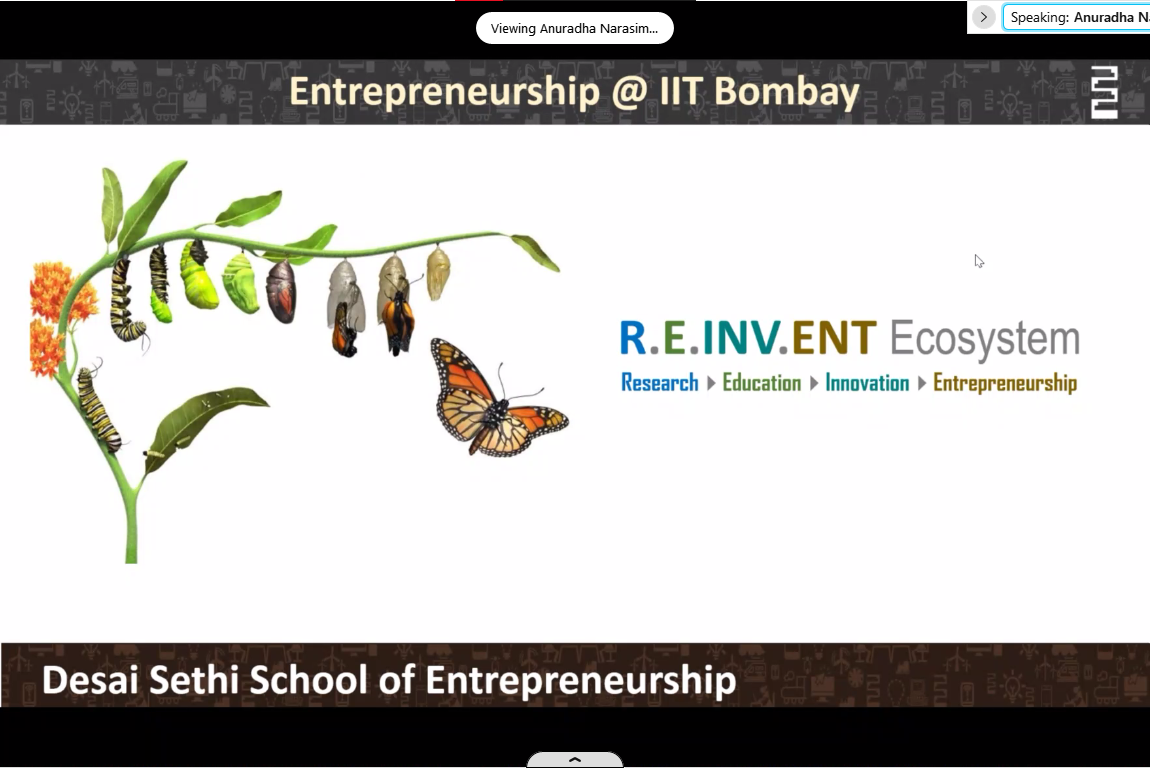 Viewing Anuradha Narasim...
Speaking: Anuradha N
Entrepreneurship @ IIT Bombay
R.E.INV.ENT Ecosystem
Research Education Innovation Entrepreneurship
Desai Sethi School of Entrepreneurship